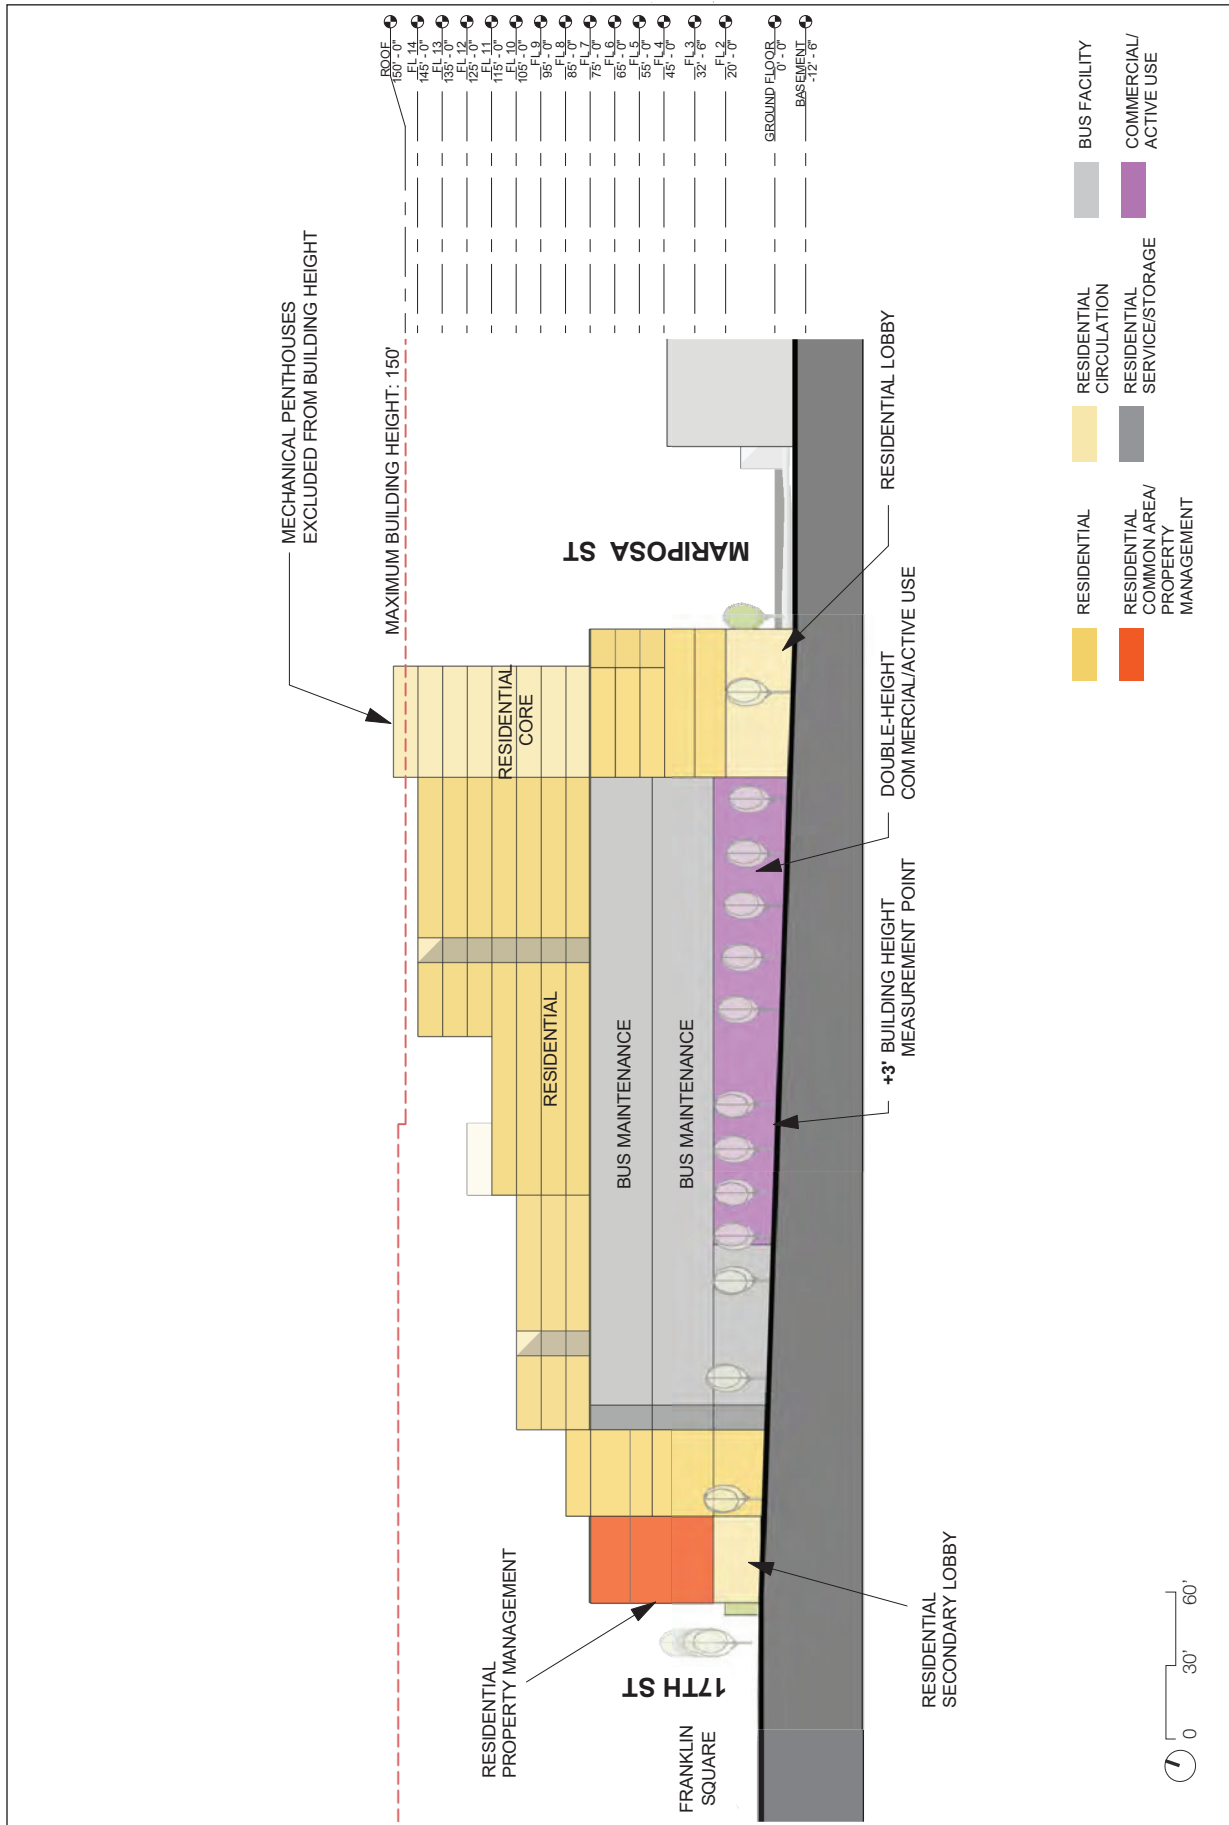 MECHANICAL PENTHOUSES
EXCLUDED FROM BUILDING HEIGHT
MAXIMUM BUILDING HEIGHT: 150'
ROOF
150' - 0"
FL 14
145' - 0"
FL 13
135' - 0"
FL 12
125' - 0"
FL 11
115' - 0"
FL 10
105' - 0"
FL 9
95' - 0"
FL 8
85' - 0"
FL 7
75' - 0"
FL 6
65' - 0"
FL 5
55' - 0"
FL 4
45' - 0"
FL 3
32' - 6"
FL 2
20' - 0"
GROUND FLOOR
0' - 0"
BASEMENT
-12' - 6"
RESIDENTIAL
CORE
RESIDENTIAL
BUS MAINTENANCE
BUS MAINTENANCE
RESIDENTIAL
PROPERTY MANAGEMENT
17TH ST
FRANKLIN
SQUARE
MARIPOSA ST
RESIDENTIAL
SECONDARY LOBBY
+3' BUILDING HEIGHT
MEASUREMENT POINT
DOUBLE-HEIGHT
COMMERCIAL/ACTIVE USE
RESIDENTIAL LOBBY
0
30'
60'
RESIDENTIAL
RESIDENTIAL
COMMON AREA/
PROPERTY
MANAGEMENT
RESIDENTIAL
CIRCULATION
RESIDENTIAL
SERVICE/STORAGE
BUS FACILITY
COMMERCIAL/
ACTIVE USE